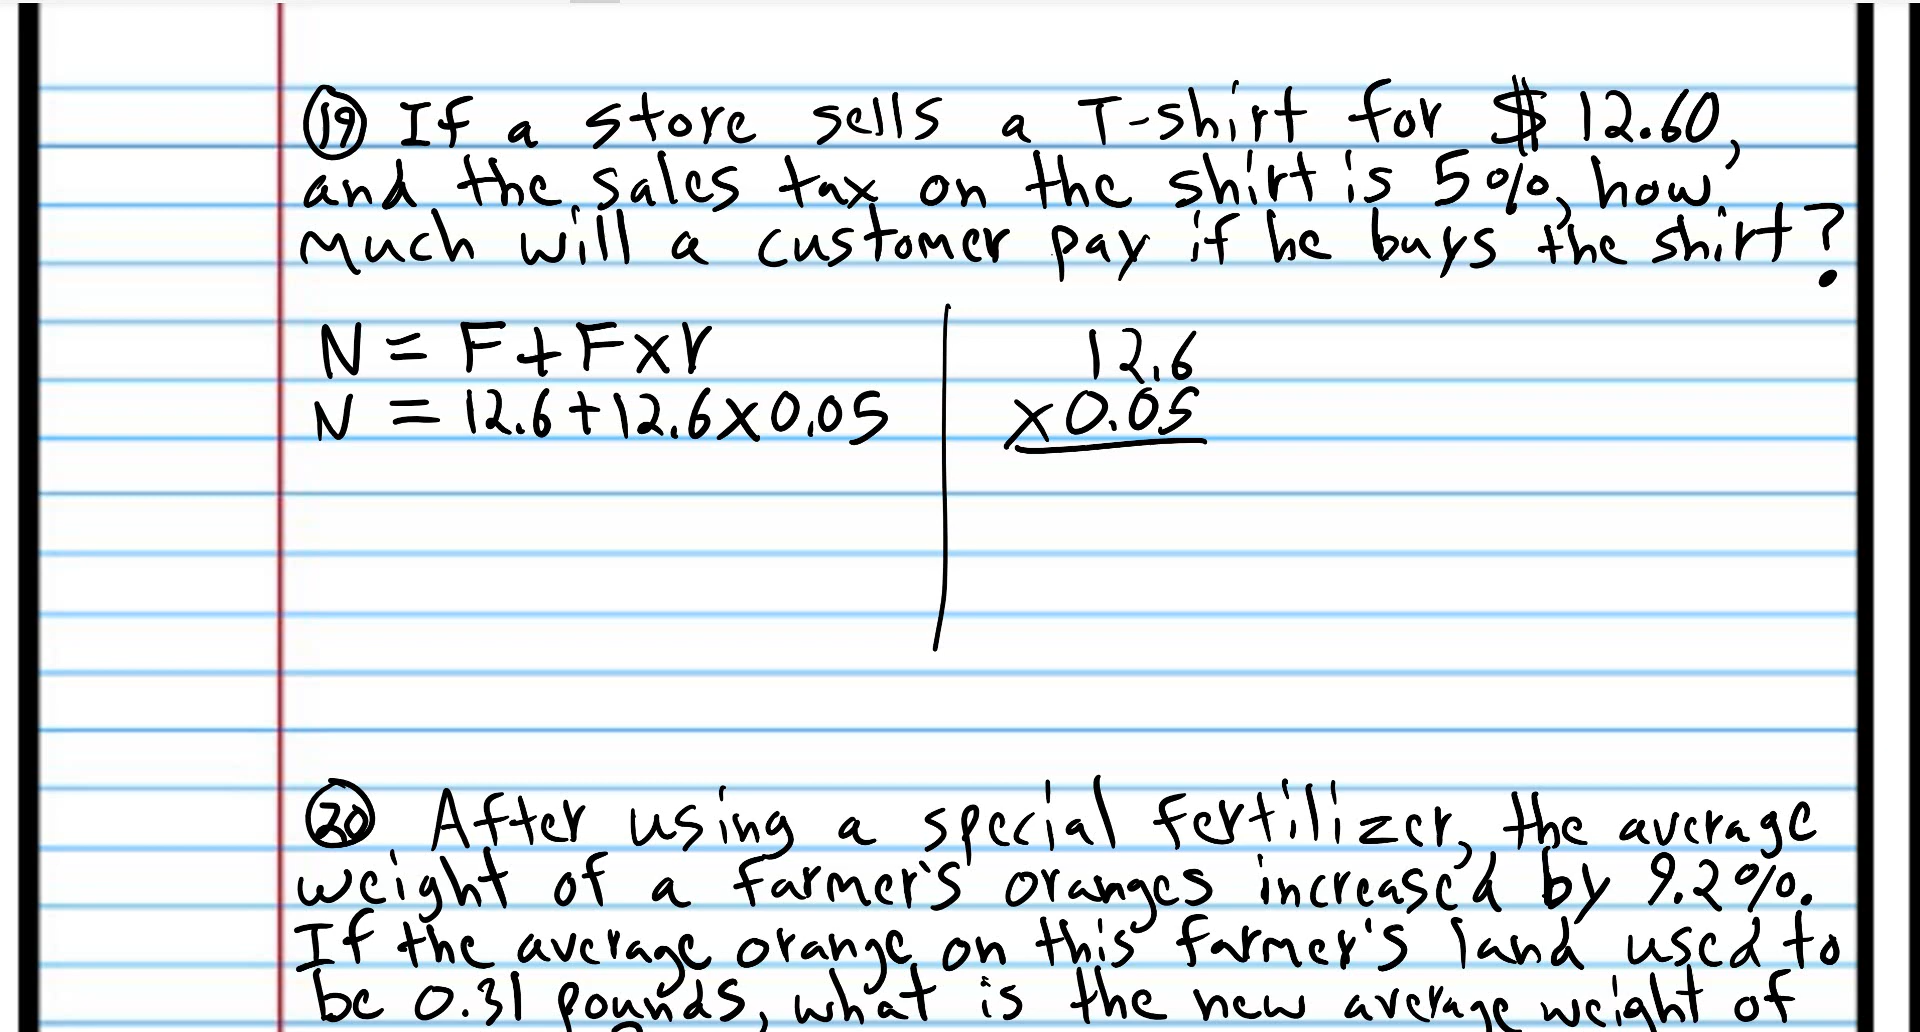 19 If a store sells a T-shirt for $12.60,
and the sales tax on the shirt is 5%, how
much will a customer pay if he buys the shirt?
N = F + F x r
N = 12.6 + 12.6 x 0.05
12.6
x 0.05
20 After using a special fertilizer, the average
weight of a farmer's oranges increased by 9.2%.
If the average orange on this farmer's land used to
be 0.31 pounds, what is the new average weight of